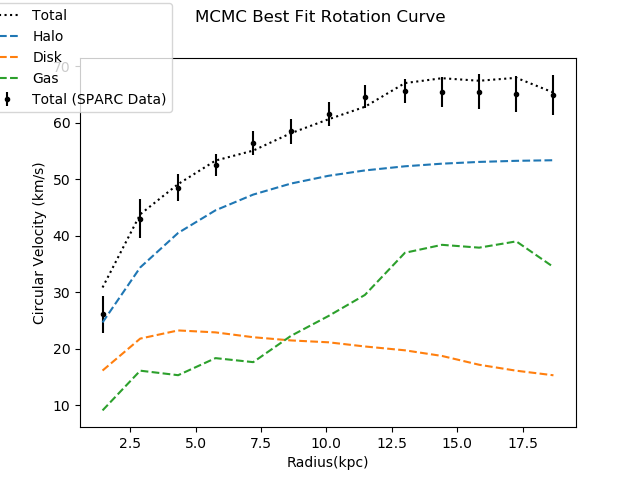 MCMC Best Fit Rotation Curve
Total
Halo
Disk
Gas
Total (SPARC Data)
70
60
50
40
30
20
10
Circular Velocity (km/s)
2.5 5.0 7.5 10.0 12.5 15.0 17.5
Radius(kpc)